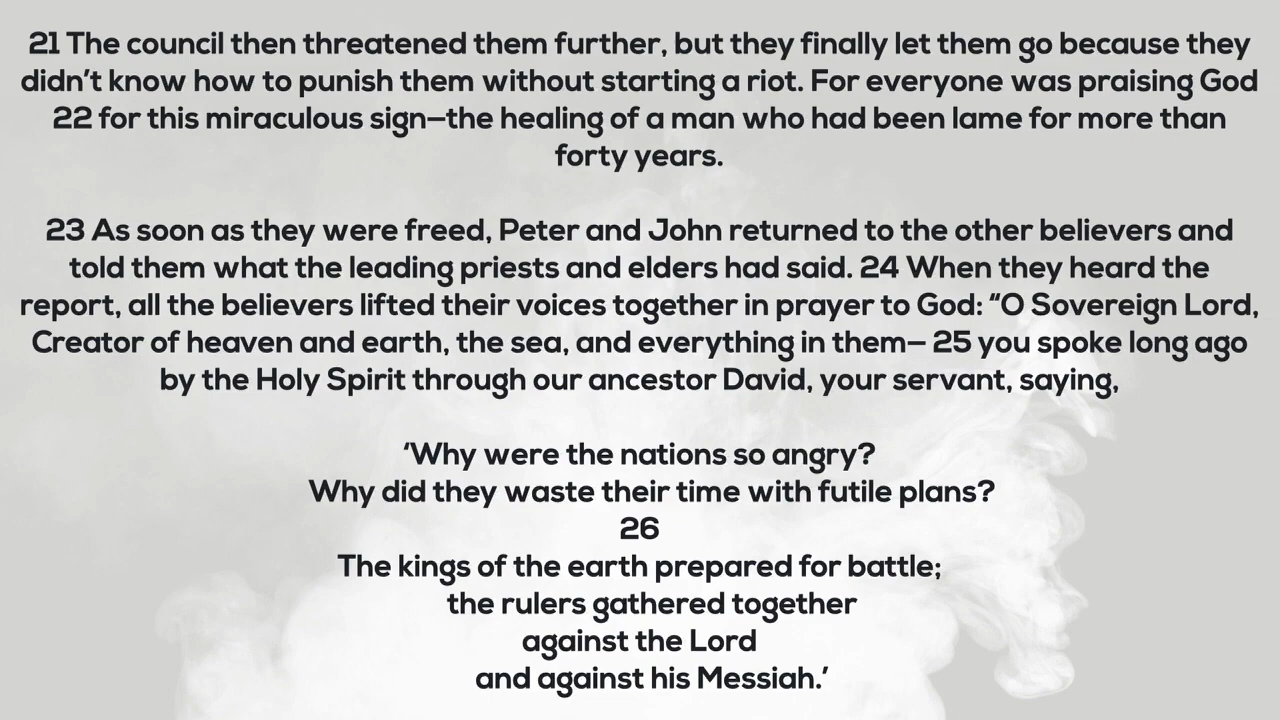 21 The council then threatened them further, but they finally let them go because they
didn’t know how to punish them without starting a riot. For everyone was praising God
22 for this miraculous sign—the healing of a man who had been lame for more than
forty years.
23 As soon as they were freed, Peter and John returned to the other believers and
told them what the leading priests and elders had said. 24 When they heard the
report, all the believers lifted their voices together in prayer to God: “O Sovereign Lord,
Creator of heaven and earth, the sea, and everything in them— 25 you spoke long ago
by the Holy Spirit through our ancestor David, your servant, saying,
‘Why were the nations so angry?
Why did they waste their time with futile plans?
26
The kings of the earth prepared for battle;
the rulers gathered together
against the Lord
and against his Messiah.’